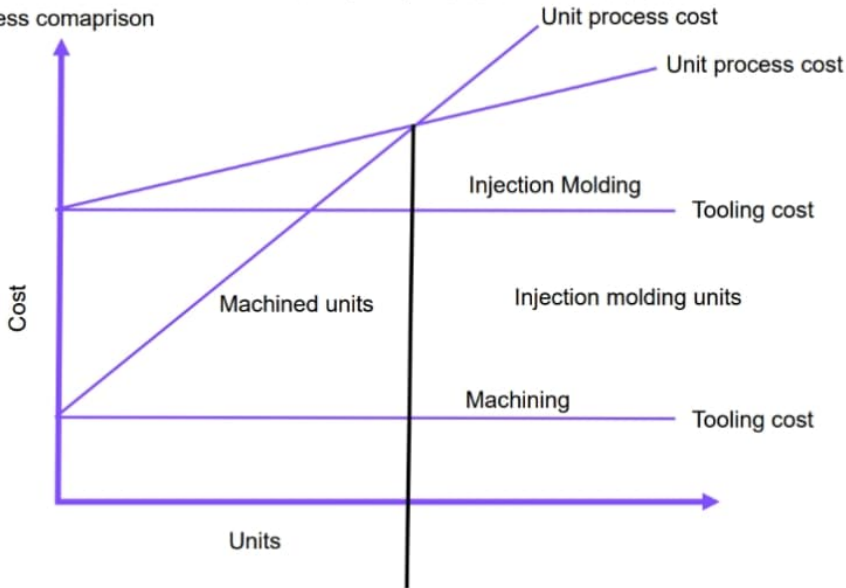 comaprison
Unit process cost
Unit process cost
Injection Molding
Tooling cost
Cost
Machined units
Injection molding units
Machining
Tooling cost
Units